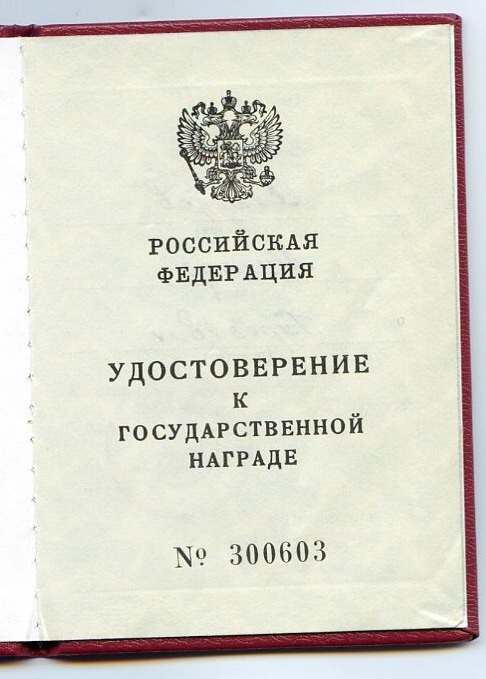 РОССИЙСКАЯ
ФЕДЕРАЦИЯ
УДОСТОВЕРЕНИЕ
К
ГОСУДАРСТВЕННОЙ
НАГРАДЕ
№ 300603